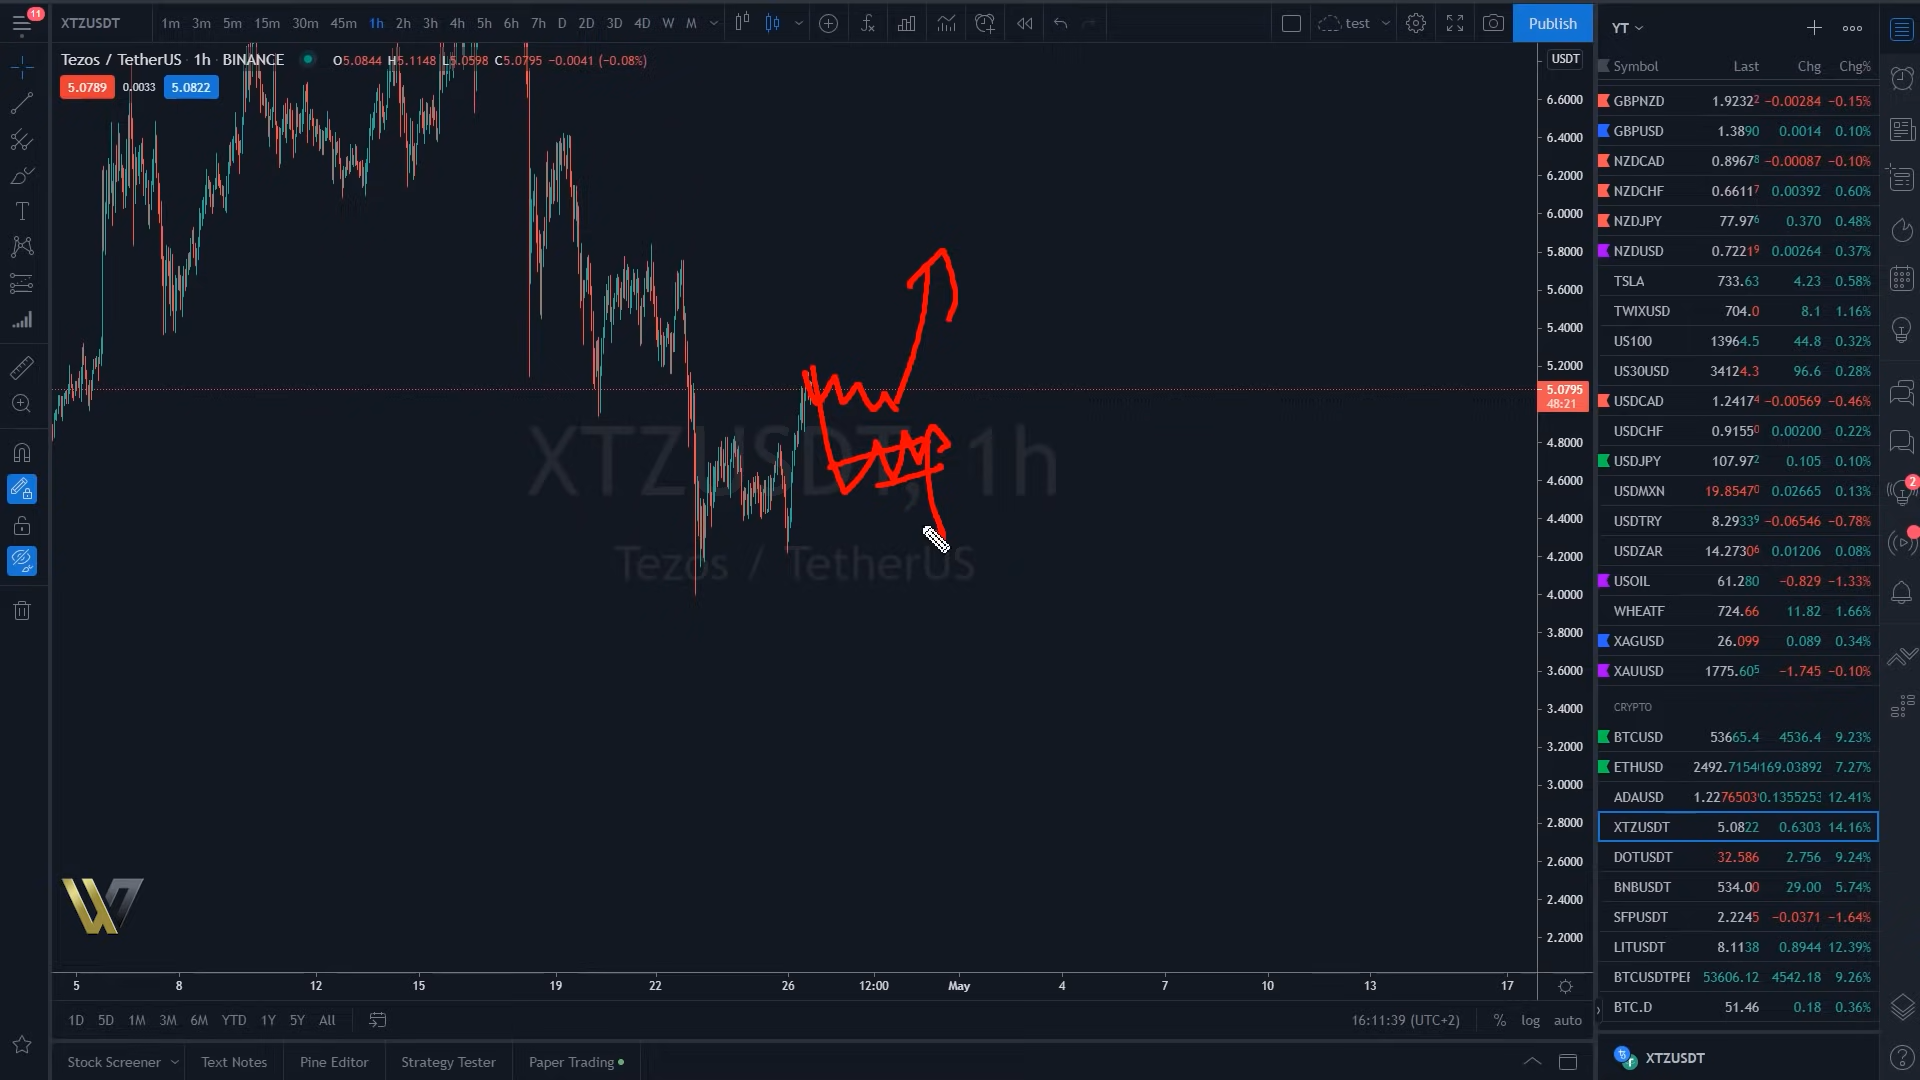 11
XTZUSDT 1m 3m 5m 15m 30m 45m 1h 2h 3h 4h 5h 6h 7h D 2D 3D 4D W M test Publish
Tezos / TetherUS · 1h · BINANCE O5.0844 H5.1148 L5.0598 C5.0795 −0.0041 (−0.08%)
5.0789 0.0033 5.0822
USDT
6.6000
6.4000
6.2000
6.0000
5.8000
5.6000
5.4000
5.2000
5.0795
48:21
4.8000
4.6000
4.4000
4.2000
4.0000
3.8000
3.6000
3.4000
3.2000
3.0000
2.8000
2.6000
2.4000
2.2000
XTZUSDT, 1h
Tezos / TetherUS
5 8 12 15 19 22 26 12:00 May 4 7 10 13 17
1D 5D 1M 3M 6M YTD 1Y 5Y All 16:11:39 (UTC+2) % log auto
Stock Screener Text Notes Pine Editor Strategy Tester Paper Trading
YT
Symbol Last Chg Chg%
GBPNZD 1.92322 −0.00284 −0.15%
GBPUSD 1.3890 0.0014 0.10%
NZDCAD 0.89678 −0.00087 −0.10%
NZDCHF 0.66117 0.00392 0.60%
NZDJPY 77.976 0.370 0.48%
NZDUSD 0.72219 0.00264 0.37%
TSLA 733.63 4.23 0.58%
TWIXUSD 704.0 8.1 1.16%
US100 13964.5 44.8 0.32%
US30USD 34124.3 96.6 0.28%
USDCAD 1.24174 −0.00569 −0.46%
USDCHF 0.91550 0.00200 0.22%
USDJPY 107.972 0.105 0.10%
USDMXN 19.85470 0.02665 0.13%
USDTRY 8.29339 −0.06546 −0.78%
USDZAR 14.27306 0.01206 0.08%
USOIL 61.280 −0.829 −1.33%
WHEATF 724.66 11.82 1.66%
XAGUSD 26.099 0.089 0.34%
XAUUSD 1775.605 −1.745 −0.10%
CRYPTO
BTCUSD 53665.4 4536.4 9.23%
ETHUSD 2492.7154 169.03892 7.27%
ADAUSD 1.2276503 0.1355253 12.41%
XTZUSDT 5.0822 0.6303 14.16%
DOTUSDT 32.586 2.756 9.24%
BNBUSDT 534.00 29.00 5.74%
SFPUSDT 2.2245 −0.0371 −1.64%
LITUSDT 8.1138 0.8944 12.39%
BTCUSDTPE 53606.12 4542.18 9.26%
BTC.D 51.46 0.18 0.36%
XTZUSDT
2